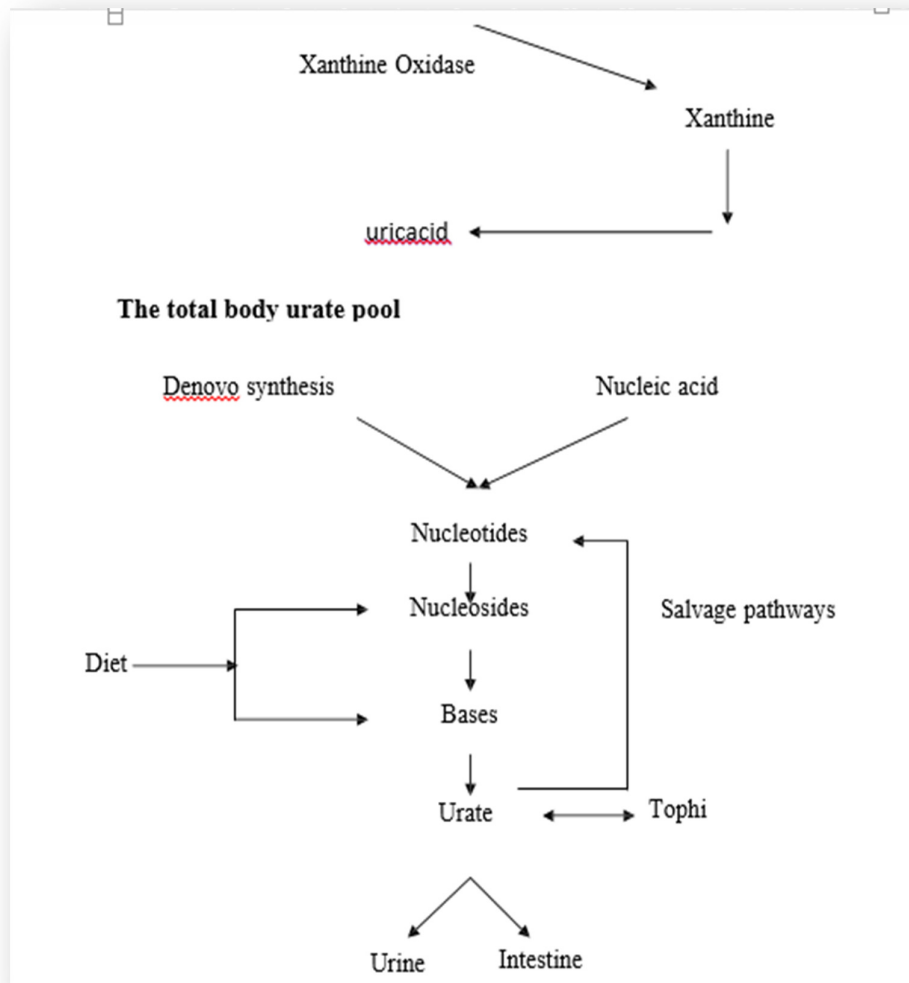 Xanthine Oxidase
Xanthine
uricacid
The total body urate pool
Denovo synthesis
Nucleic acid
Nucleotides
Nucleosides
Salvage pathways
Diet
Bases
Urate
Tophi
Urine
Intestine